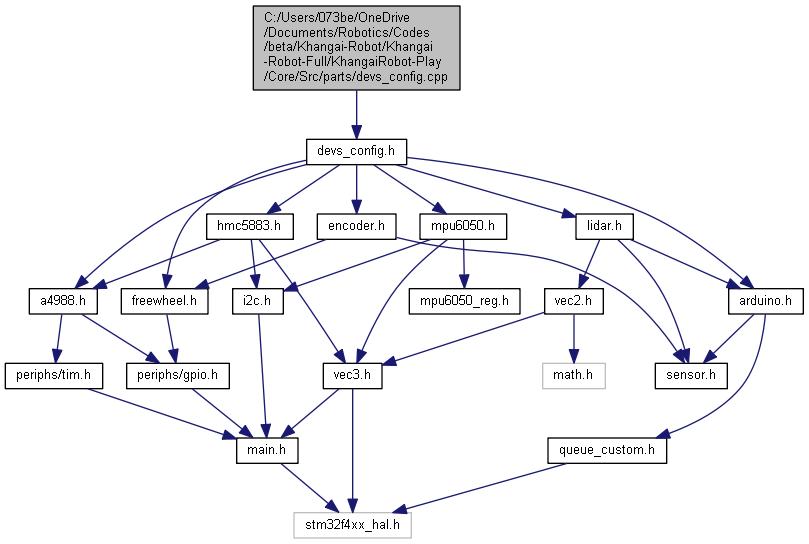 C:/Users/073be/OneDrive
/Documents/Robotics/Codes
/beta/Khangai-Robot/Khangai
-Robot-Full/KhangaiRobot-Play
/Core/Src/parts/devs_config.cpp
devs_config.h
hmc5883.h
encoder.h
mpu6050.h
lidar.h
a4988.h
freewheel.h
i2c.h
mpu6050_reg.h
vec2.h
arduino.h
periphs/tim.h
periphs/gpio.h
vec3.h
math.h
sensor.h
main.h
queue_custom.h
stm32f4xx_hal.h